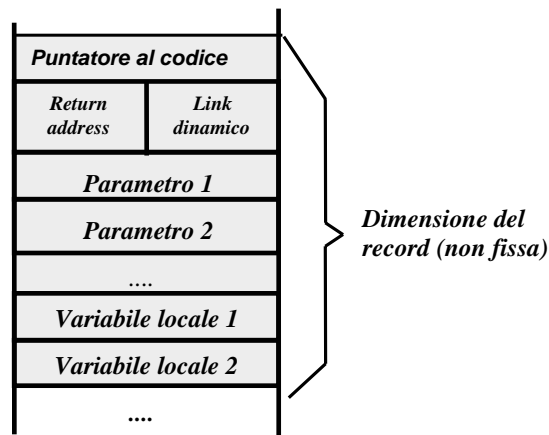 Puntatore al codice
Return address
Link dinamico
Parametro 1
Parametro 2
....
Variabile locale 1
Variabile locale 2
....
Dimensione del
record (non fissa)